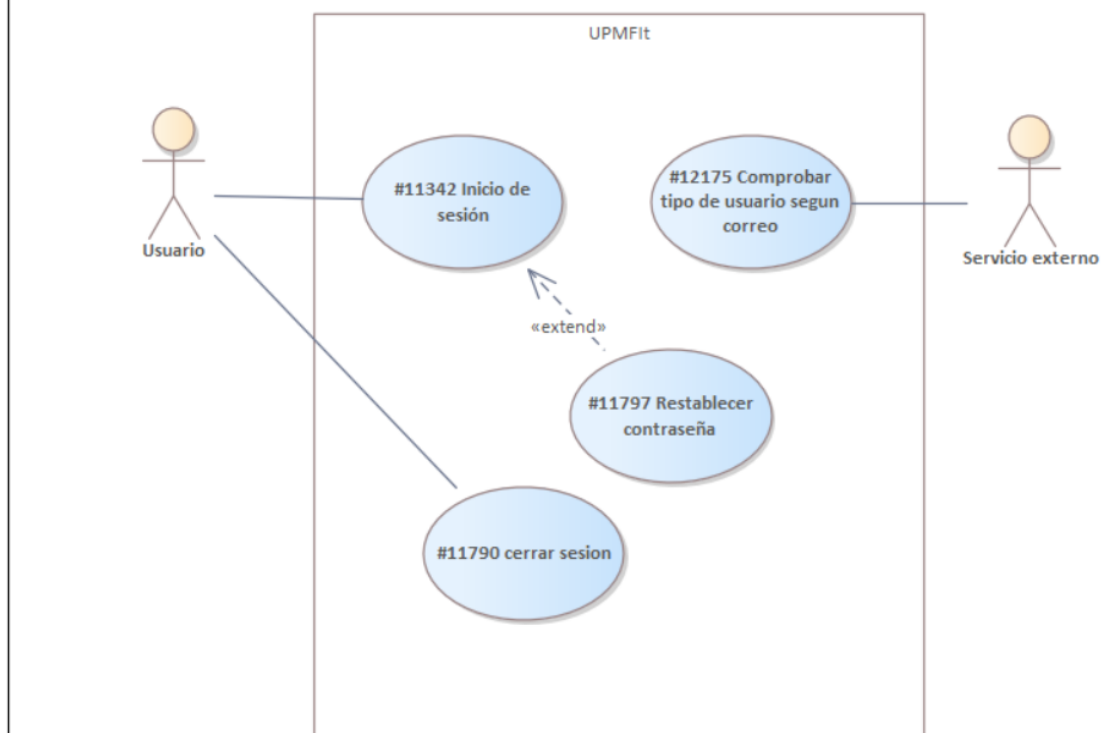 UPMFIt
#11342 Inicio de
sesión
#12175 Comprobar
tipo de usuario segun
correo
Usuario
Servicio externo
«extend»
#11797 Restablecer
contraseña
#11790 cerrar sesion